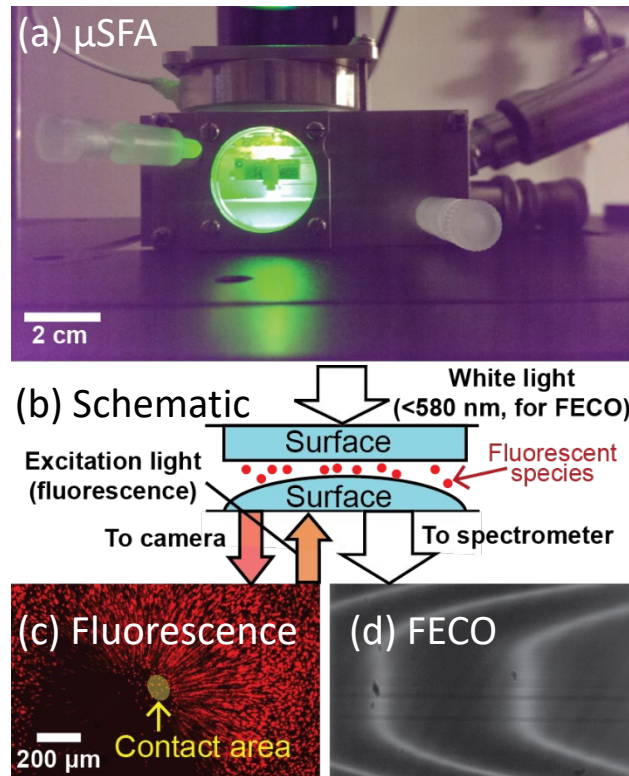 (a) µSFA
2 cm
(b) Schematic
White light
(<580 nm, for FECO)
Surface
Excitation light
(fluorescence)
Fluorescent
species
Surface
To camera
To spectrometer
(c) Fluorescence
(d) FECO
Contact area
200 µm